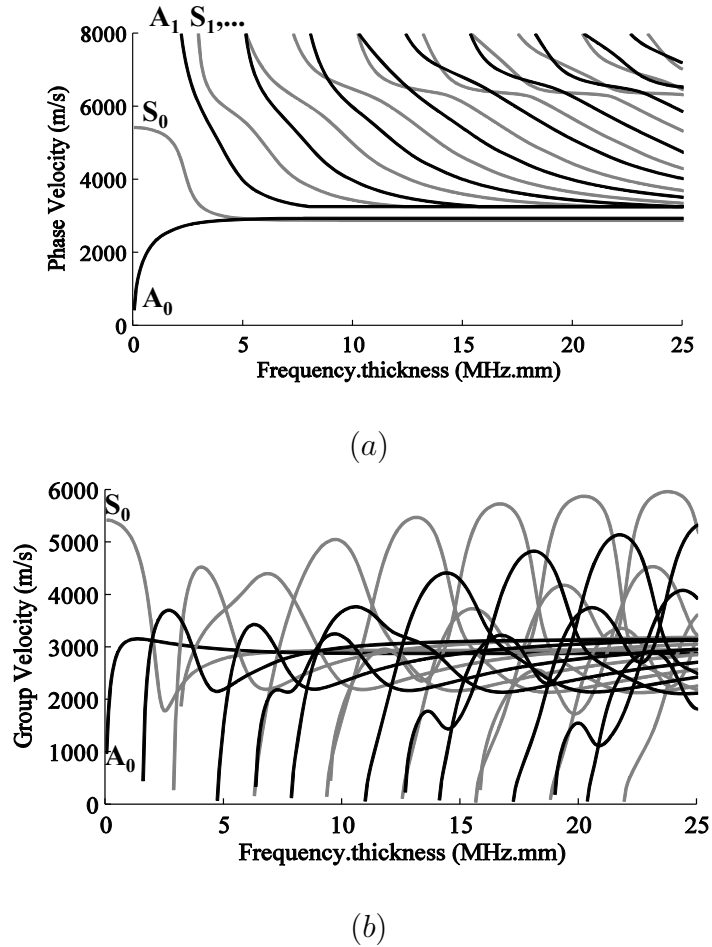 A1 S1,...
8000
6000
4000
2000
0
Phase Velocity (m/s)
S0
A0
0 5 10 15 20 25
Frequency.thickness (MHz.mm)
(a)
6000
5000
4000
3000
2000
1000
0
Group Velocity (m/s)
S0
A0
0 5 10 15 20 25
Frequency.thickness (MHz.mm)
(b)